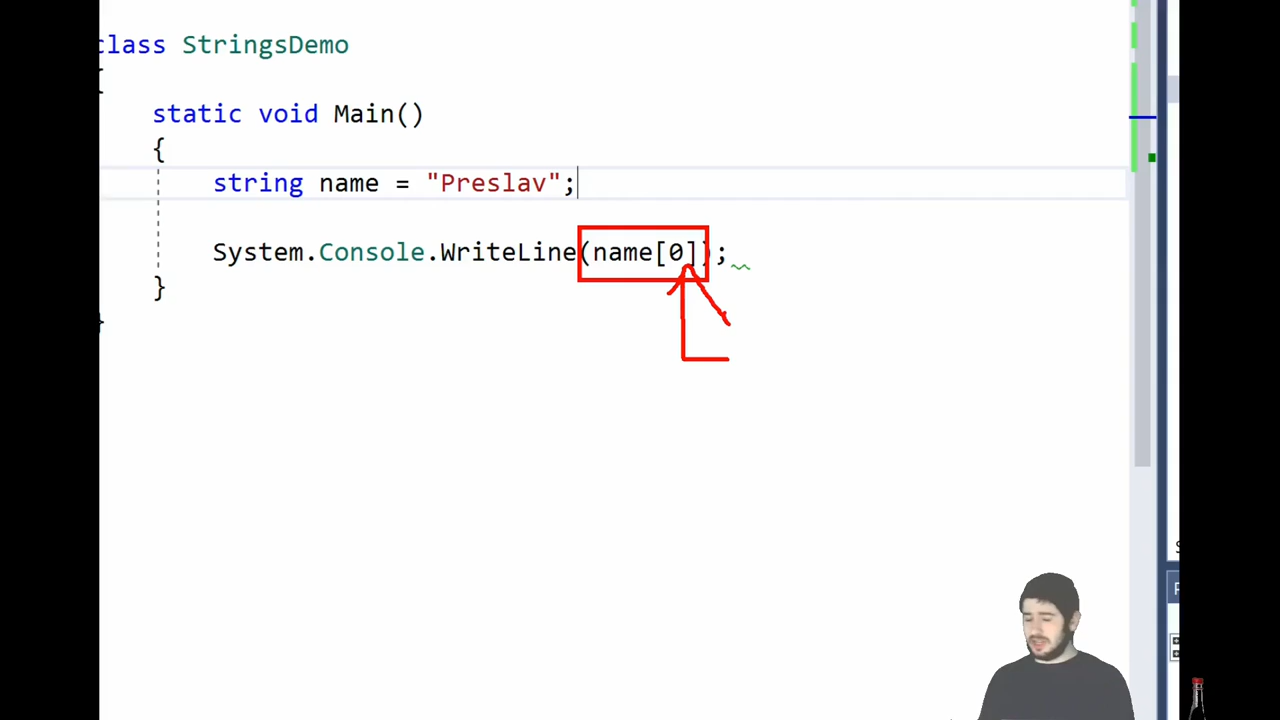 class StringsDemo
{
static void Main()
{
string name = "Preslav";
System.Console.WriteLine(name[0]);
}
}